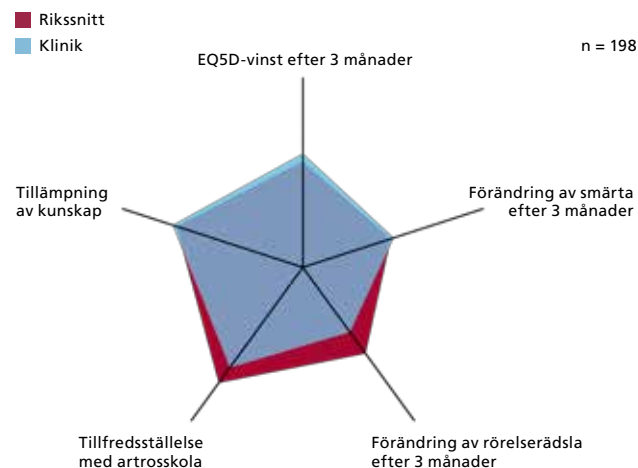 Rikssnitt
Klinik
n = 198
EQ5D-vinst efter 3 månader
Tillämpning
av kunskap
Förändring av smärta
efter 3 månader
Tillfredsställelse
med artrosskola
Förändring av rörelserädsla
efter 3 månader